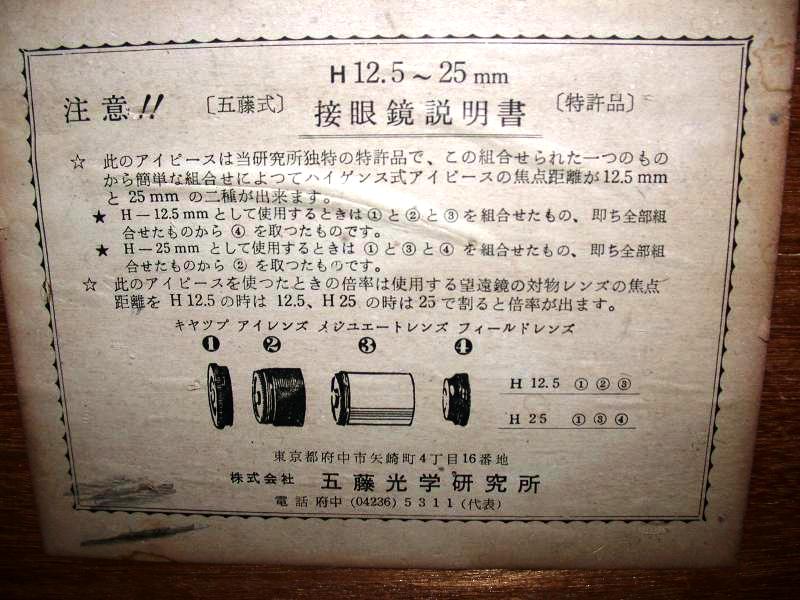 H 12.5～25 mm
注意!! 〔五藤式〕 接眼鏡説明書 〔特許品〕
☆ 此のアイピースは当研究所独特の特許品で、この組合せられた一つのもの
から簡単な組合せによつてハイゲンス式アイピースの焦点距離が 12.5 mm
と 25 mm の二種が出来ます。
★ H―12.5 mm として使用するときは ① と ② と ③ を組合せたもの、即ち全部組
合せたものから ④ を取つたものです。
★ H―25 mm として使用するときは ① と ③ と ④ を組合せたもの、即ち全部組
合せたものから ② を取つたものです。
☆ 此のアイピースを使つたときの倍率は使用する望遠鏡の対物レンズの焦点
距離を H 12.5 の時は 12.5、H 25 の時は 25 で割ると倍率が出ます。
キヤツプ アイレンズ メジユエートレンズ フィールドレンズ
❶ ❷ ❸ ❹
H 12.5 ① ② ③
H 25 ① ③ ④
東京都府中市矢崎町4丁目16番地
株式会社 五藤光学研究所
電話府中 (04236) 5311 (代表)